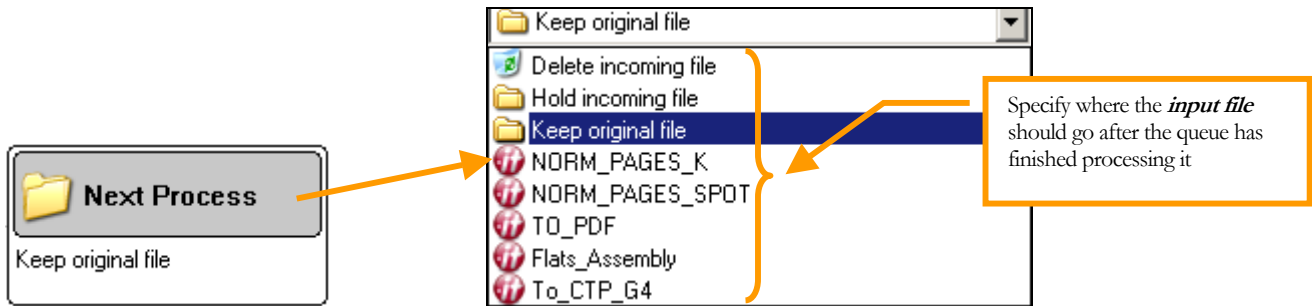 Next Process
Keep original file
Keep original file
Delete incoming file
Hold incoming file
Keep original file
NORM_PAGES_K
NORM_PAGES_SPOT
TO_PDF
Flats_Assembly
To_CTP_G4
Specify where the input file
should go after the queue has
finished processing it